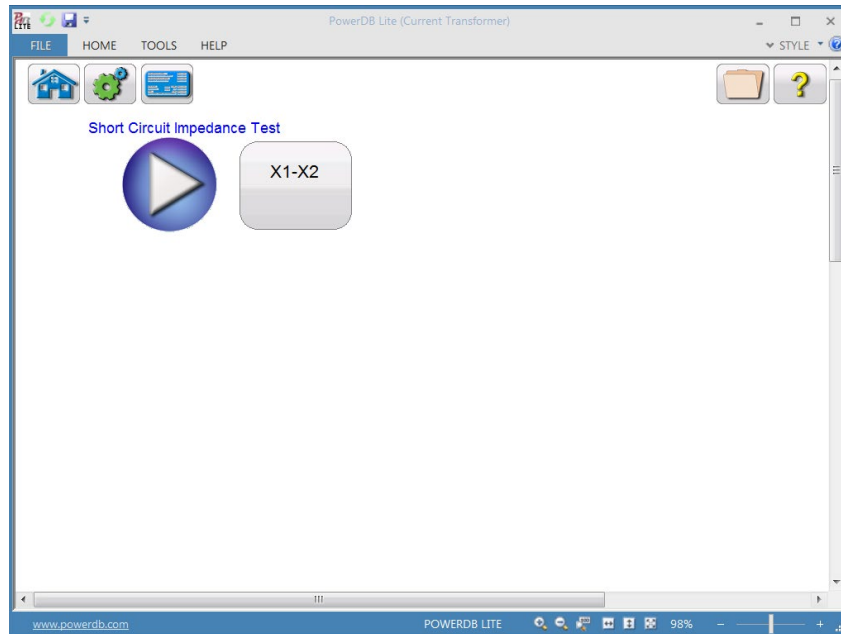 LITE
PowerDB Lite (Current Transformer)
FILE HOME TOOLS HELP
STYLE
Short Circuit Impedance Test
X1-X2
www.powerdb.com
POWERDB LITE
98%